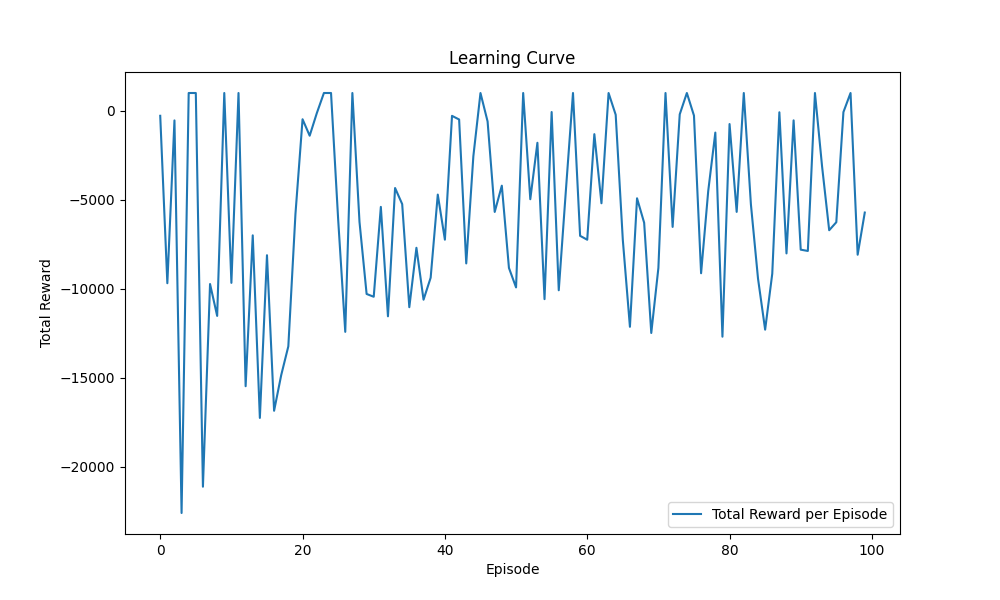 Learning Curve
Total Reward
0
−5000
−10000
−15000
−20000
Total Reward per Episode
0 20 40 60 80 100
Episode